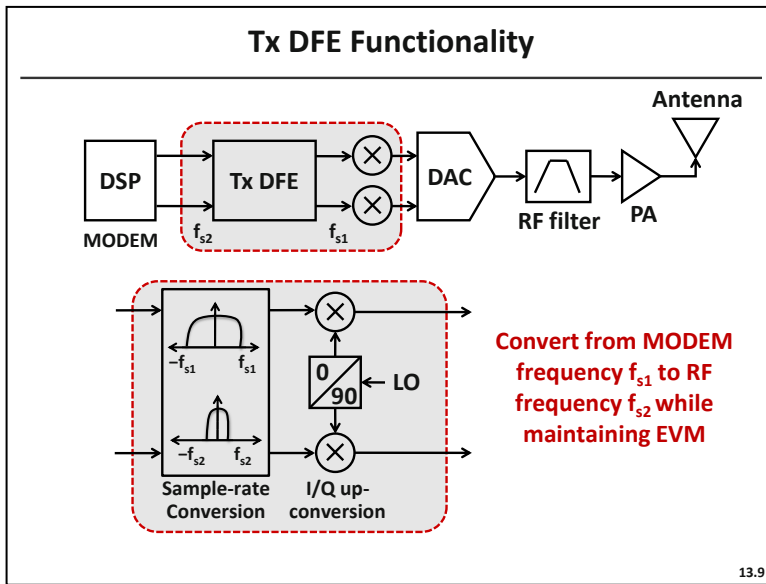 Tx DFE Functionality
Antenna
DSP
Tx DFE
DAC
MODEM
fs2
fs1
RF filter
PA
−fs1
fs1
−fs2
fs2
0
90
LO
Sample-rate
Conversion
I/Q up-
conversion
Convert from MODEM
frequency fs1 to RF
frequency fs2 while
maintaining EVM
13.9